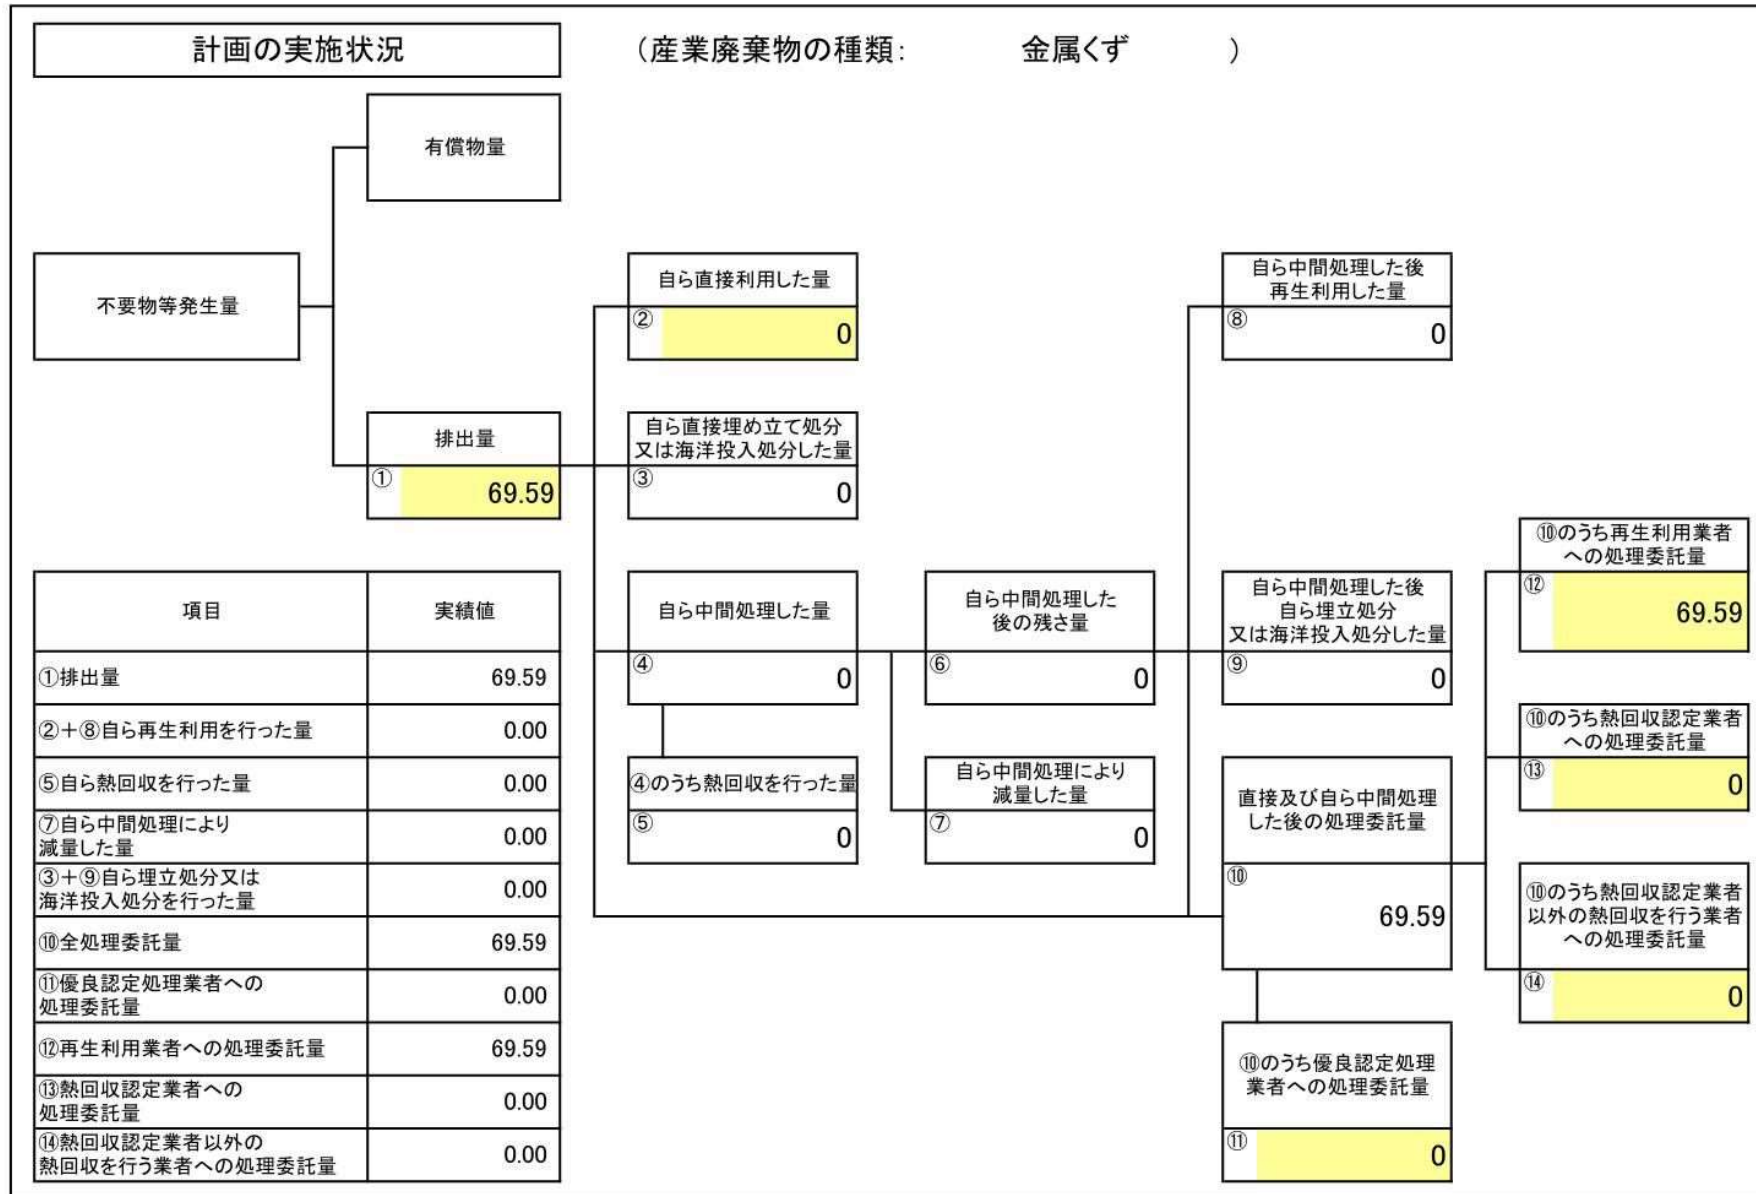 計画の実施状況
（産業廃棄物の種類: 金属くず ）
有償物量
不要物等発生量
排出量
① 69.59
自ら直接利用した量
② 0
自ら直接埋め立て処分
又は海洋投入処分した量
③ 0
自ら中間処理した量
④ 0
④のうち熱回収を行った量
⑤ 0
自ら中間処理した
後の残さ量
⑥ 0
自ら中間処理により
減量した量
⑦ 0
自ら中間処理した後
再生利用した量
⑧ 0
自ら中間処理した後
自ら埋立処分
又は海洋投入処分した量
⑨ 0
直接及び自ら中間処理
した後の処理委託量
⑩
69.59
⑩のうち優良認定処理
業者への処理委託量
⑪ 0
⑩のうち再生利用業者
への処理委託量
⑫
69.59
⑩のうち熱回収認定業者
への処理委託量
⑬ 0
⑩のうち熱回収認定業者
以外の熱回収を行う業者
への処理委託量
⑭ 0
項目 実績値
①排出量 69.59
②＋⑧自ら再生利用を行った量 0.00
⑤自ら熱回収を行った量 0.00
⑦自ら中間処理により
減量した量 0.00
③＋⑨自ら埋立処分又は
海洋投入処分を行った量 0.00
⑩全処理委託量 69.59
⑪優良認定処理業者への
処理委託量 0.00
⑫再生利用業者への処理委託量 69.59
⑬熱回収認定業者への
処理委託量 0.00
⑭熱回収認定業者以外の
熱回収を行う業者への処理委託量 0.00